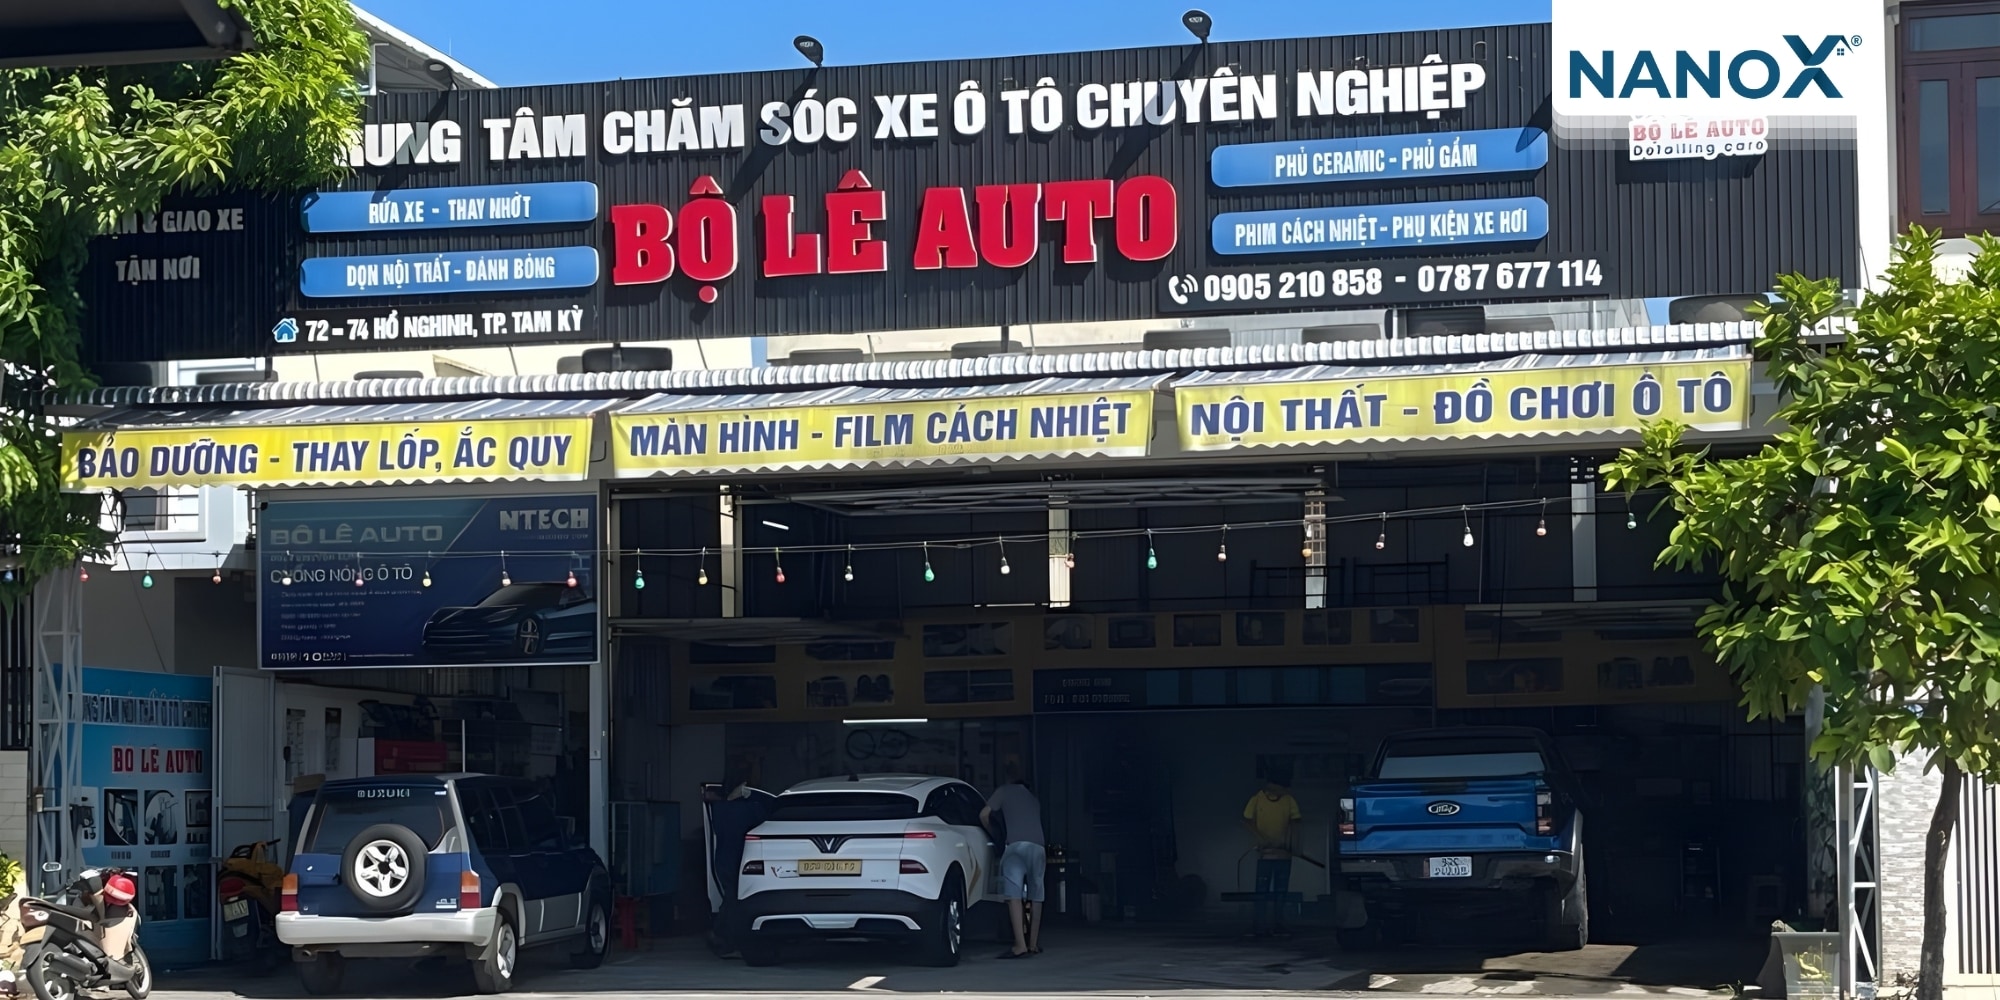 NANOX®
TRUNG TÂM CHĂM SÓC XE Ô TÔ CHUYÊN NGHIỆP
BỘ LÊ AUTO
Detailing care
& GIAO XE
TẬN NƠI
RỬA XE - THAY NHỚT
DỌN NỘI THẤT - ĐÁNH BÓNG
72 - 74 HỒ NGHINH, TP. TAM KỲ
BỘ LÊ AUTO
PHỦ CERAMIC - PHỦ GẦM
PHIM CÁCH NHIỆT - PHỤ KIỆN XE HƠI
0905 210 858 - 0787 677 114
BẢO DƯỠNG - THAY LỐP, ẮC QUY
MÀN HÌNH - FILM CÁCH NHIỆT
NỘI THẤT - ĐỒ CHƠI Ô TÔ
BỘ LÊ AUTO
NTECH
CHỐNG NÓNG Ô TÔ
BỘ LÊ AUTO
SUZUKI